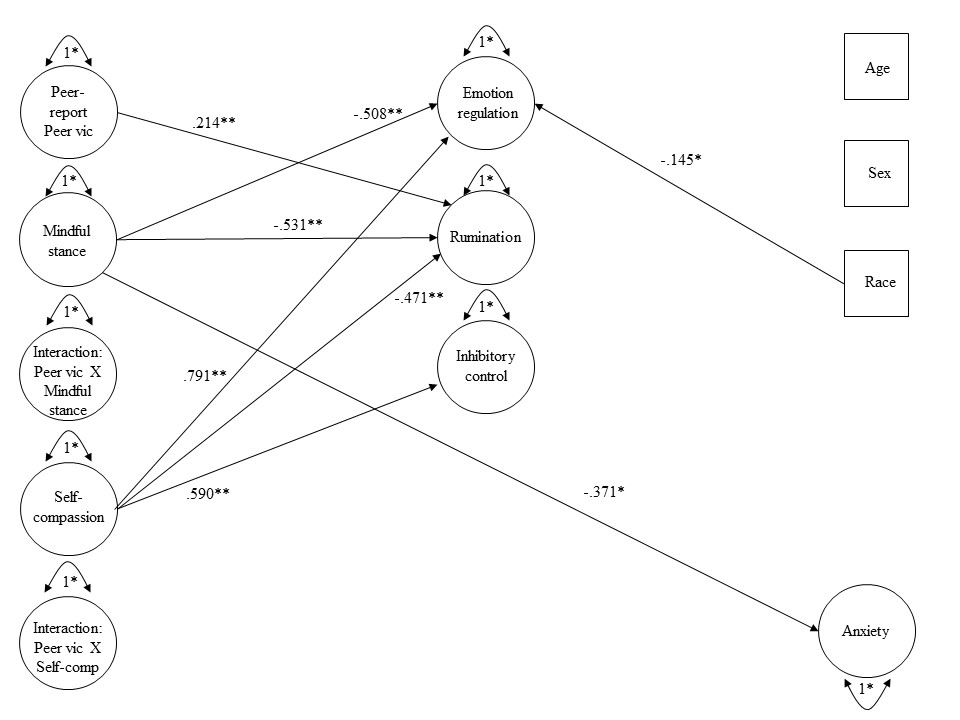 1*
Peer-
report
Peer vic
1*
Mindful
stance
1*
Interaction:
Peer vic X
Mindful
stance
1*
Self-
compassion
1*
Interaction:
Peer vic X
Self-comp
.214**
-.508**
-.531**
-.471**
.791**
.590**
1*
Emotion
regulation
1*
Rumination
1*
Inhibitory
control
-.145*
-.371*
Age
Sex
Race
Anxiety
1*